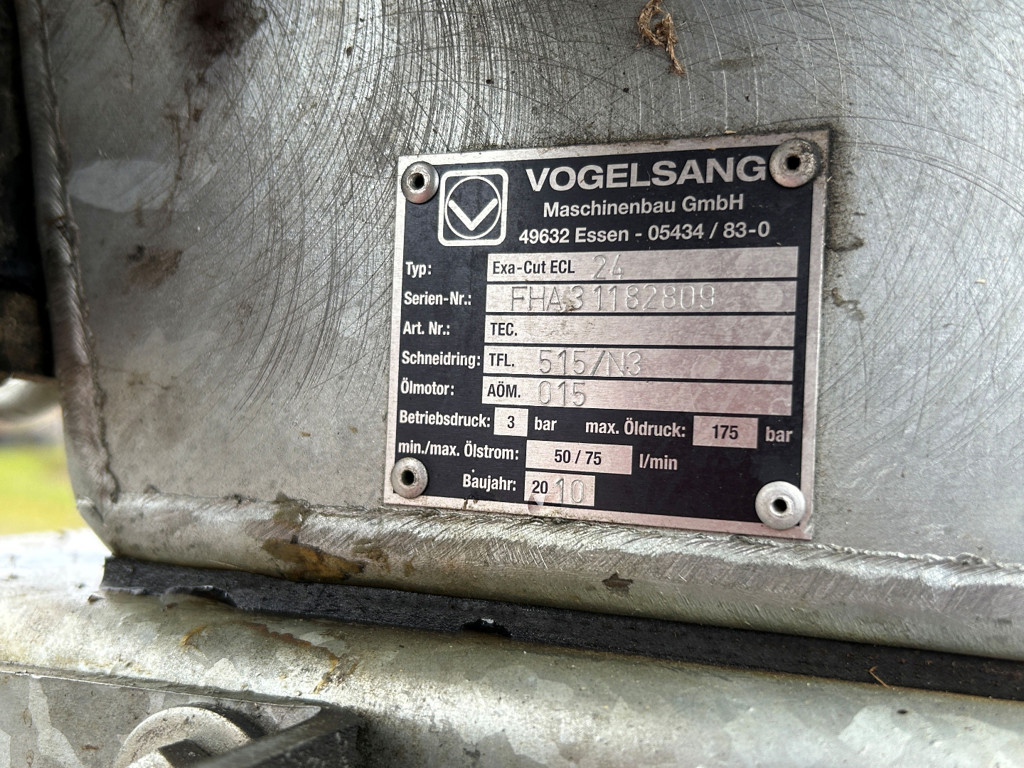 VOGELSANG
Maschinenbau GmbH
49632 Essen - 05434 / 83-0
Typ: Exa-Cut ECL 24
Serien-Nr.: FHA31182809
Art. Nr.: TEC.
Schneidring: TFL. 515/N3
Ölmotor: AÖM. 015
Betriebsdruck: 3 bar max. Öldruck: 175 bar
min./max. Ölstrom: 50 / 75 l/min
Baujahr: 2010